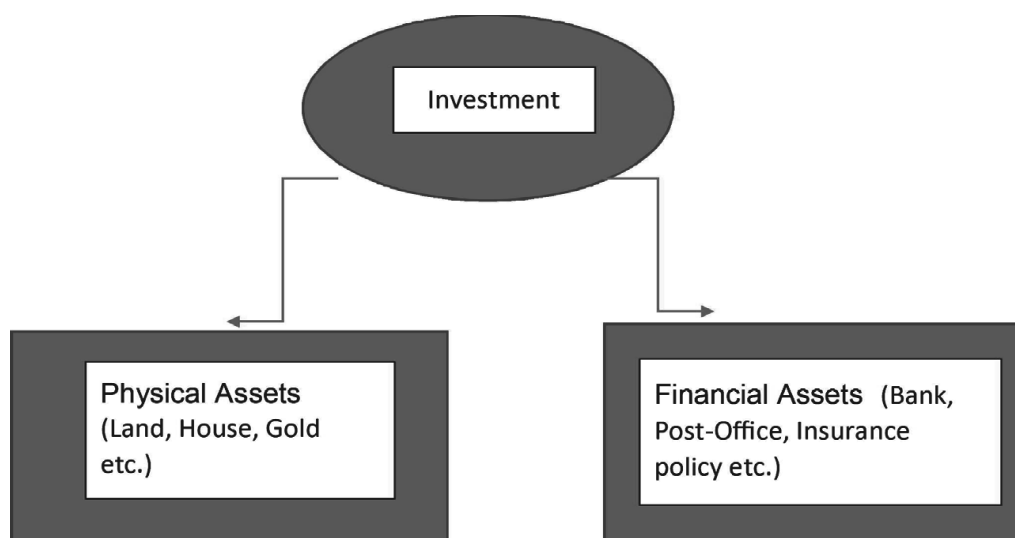 Investment
Physical Assets
(Land, House, Gold
etc.)
Financial Assets (Bank,
Post-Office, Insurance
policy etc.)